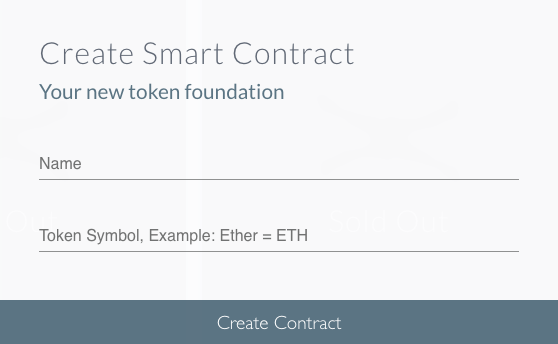 Create Smart Contract
Your new token foundation
Name
Token Symbol, Example: Ether = ETH
Create Contract